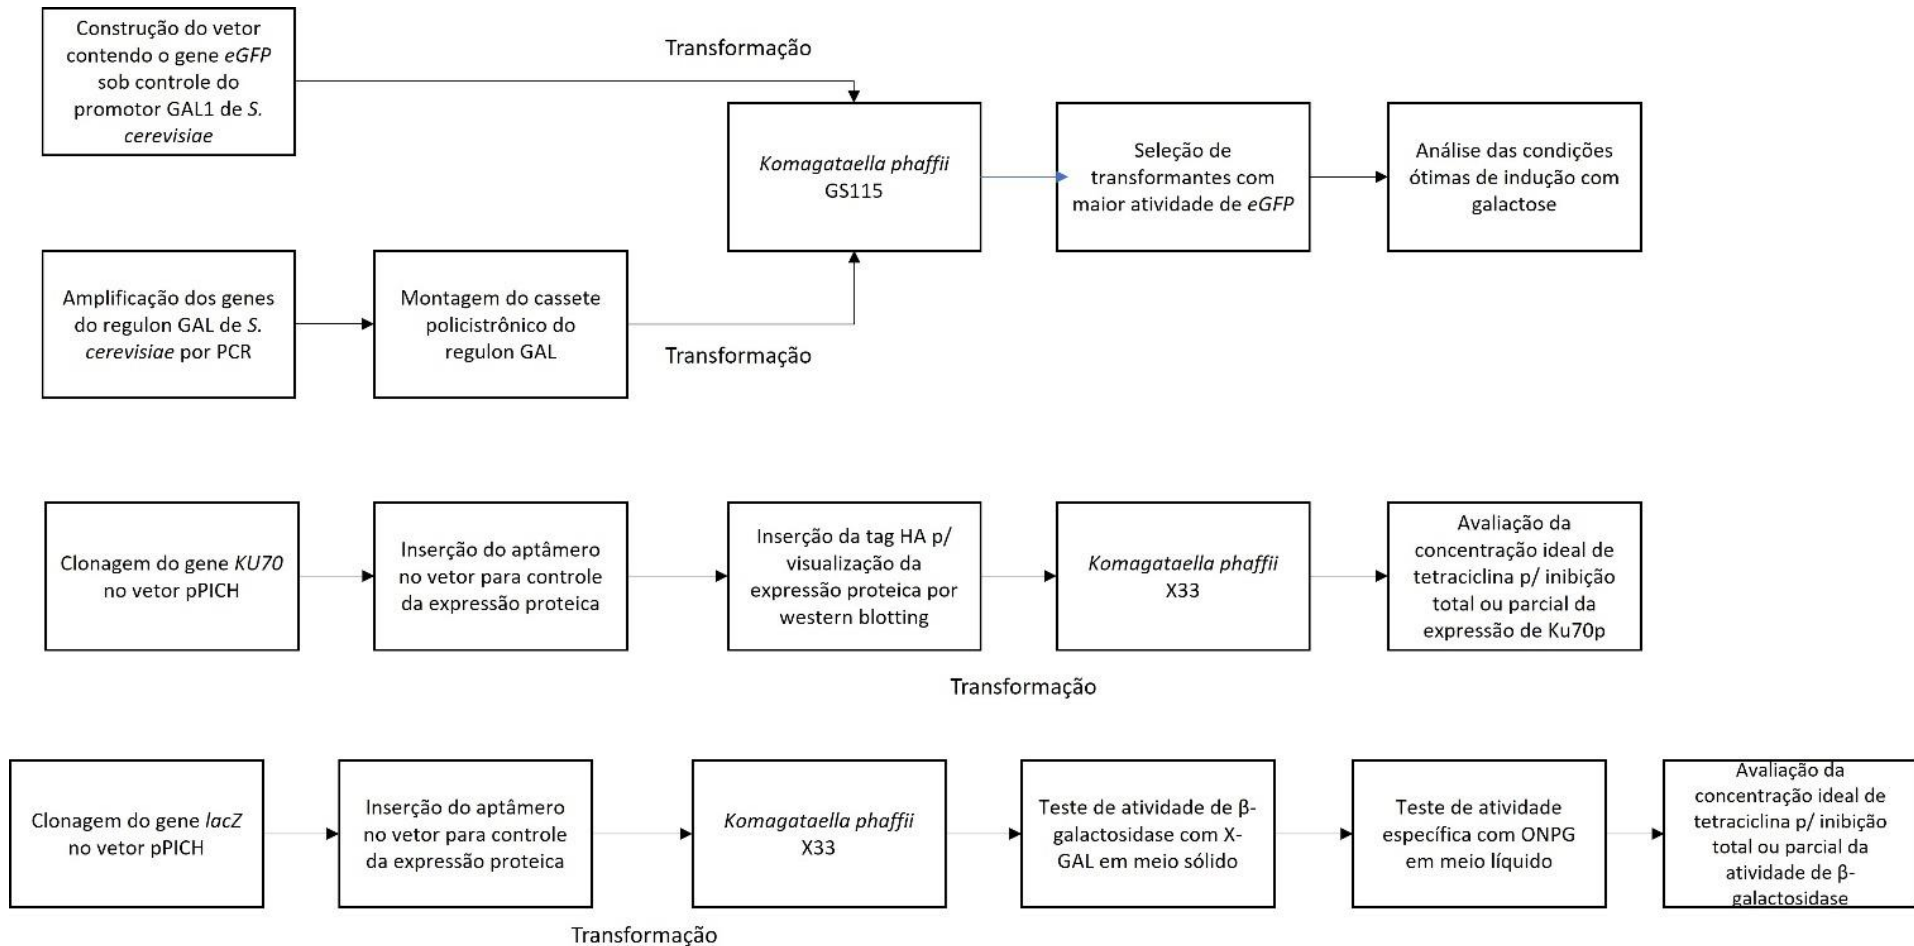 Construção do vetor
contendo o gene eGFP
sob controle do
promotor GAL1 de S.
cerevisiae
Transformação
Komagataella phaffii
GS115
Seleção de
transformantes com
maior atividade de eGFP
Análise das condições
ótimas de indução com
galactose
Amplificação dos genes
do regulon GAL de S.
cerevisiae por PCR
Montagem do cassete
policistrônico do
regulon GAL
Transformação
Clonagem do gene KU70
no vetor pPICH
Inserção do aptâmero
no vetor para controle
da expressão proteica
Inserção da tag HA p/
visualização da
expressão proteica por
western blotting
Komagataella phaffii
X33
Avaliação da
concentração ideal de
tetraciclina p/ inibição
total ou parcial da
expressão de Ku70p
Transformação
Clonagem do gene lacZ
no vetor pPICH
Inserção do aptâmero
no vetor para controle
da expressão proteica
Komagataella phaffii
X33
Teste de atividade de β-
galactosidase com X-
GAL em meio sólido
Teste de atividade
específica com ONPG
em meio líquido
Avaliação da
concentração ideal de
tetraciclina p/ inibição
total ou parcial da
atividade de β-
galactosidase
Transformação